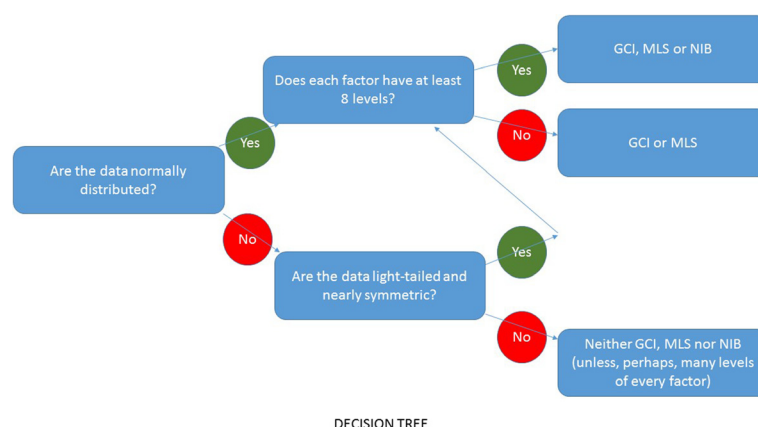 GCI, MLS or NIB
Yes
Does each factor have at least
8 levels?
No
GCI or MLS
Yes
Are the data normally
distributed?
No
Yes
Are the data light-tailed and
nearly symmetric?
No
Neither GCI, MLS nor NIB
(unless, perhaps, many levels
of every factor)
DECISION TREE